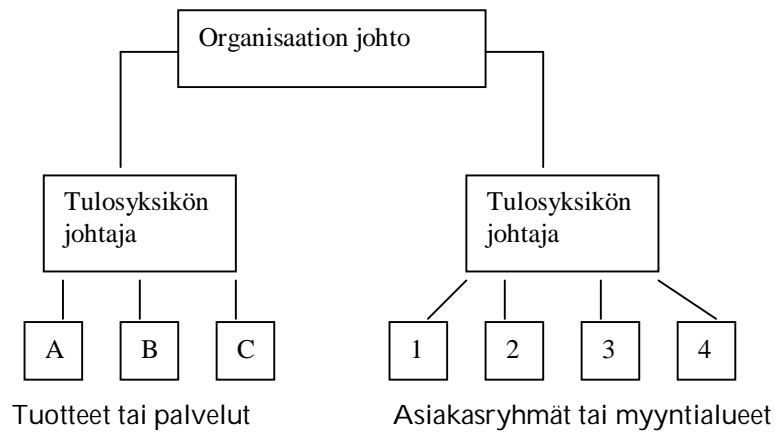 Organisaation johto
Tulosyksikön
johtaja
Tulosyksikön
johtaja
A B C
1 2 3 4
Tuotteet tai palvelut
Asiakasryhmät tai myyntialueet